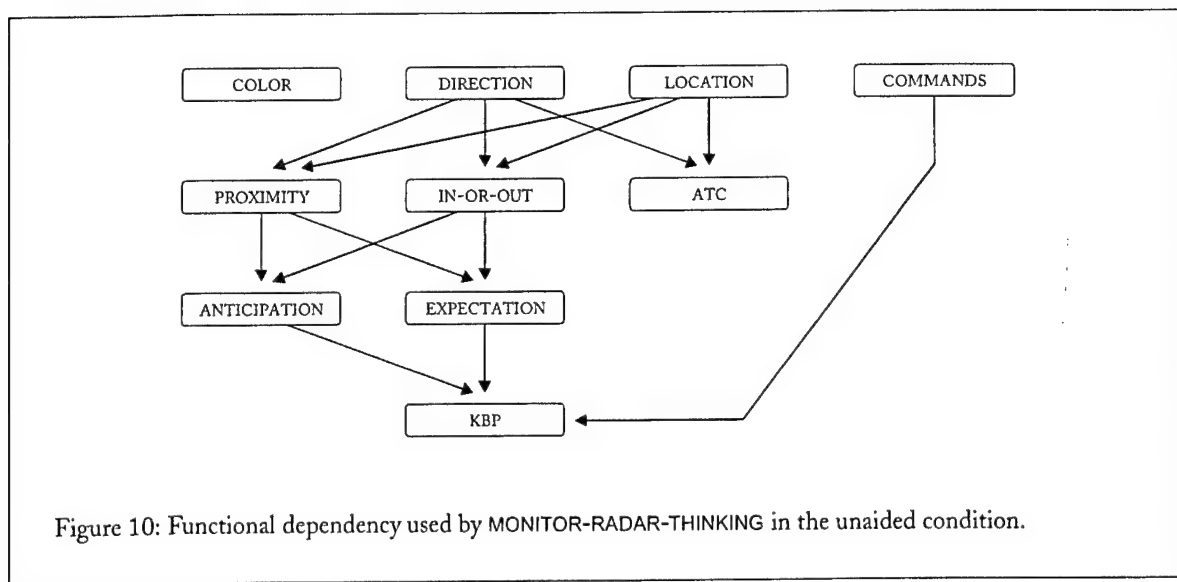 COLOR DIRECTION LOCATION COMMANDS
PROXIMITY IN-OR-OUT ATC
ANTICIPATION EXPECTATION
KBP
Figure 10: Functional dependency used by MONITOR-RADAR-THINKING in the unaided condition.